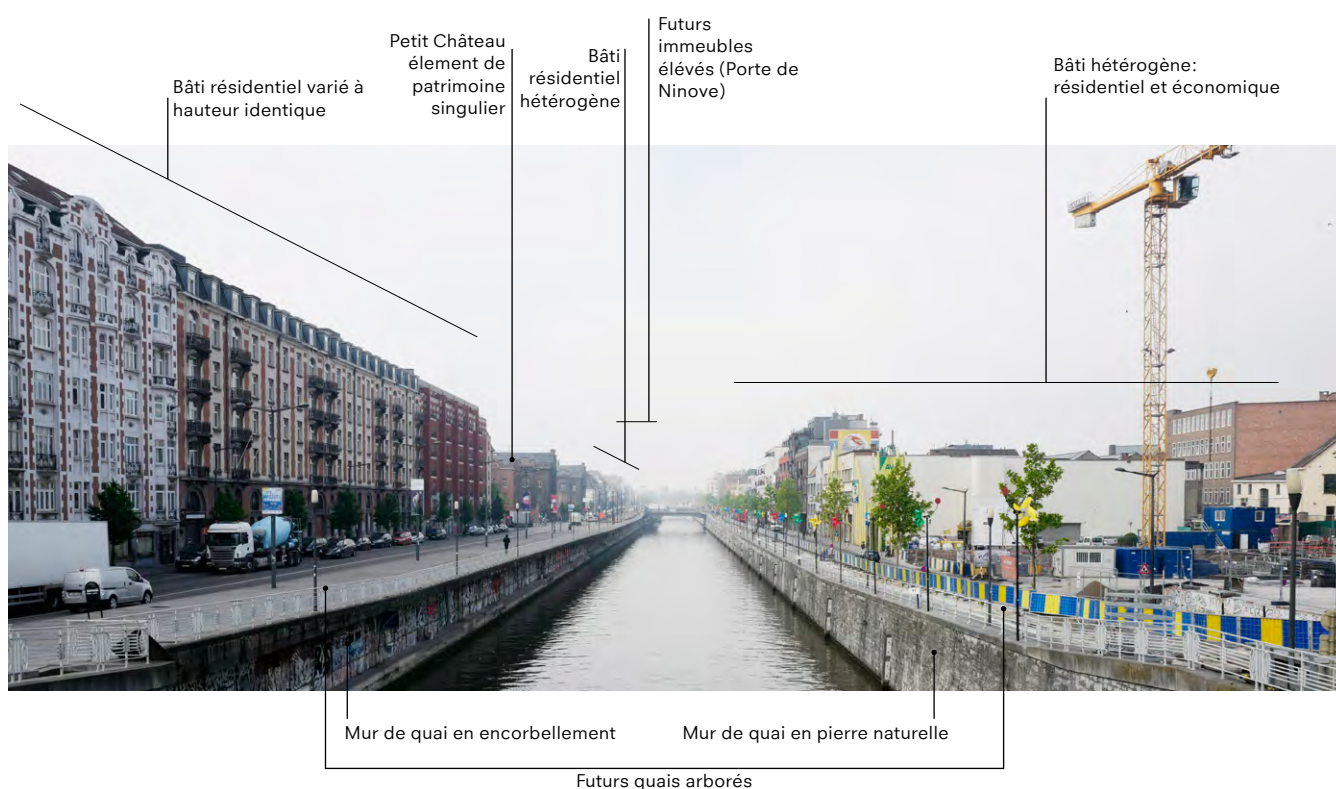 Bâti résidentiel varié à
hauteur identique
Petit Château
élement de
patrimoine
singulier
Bâti
résidentiel
hétérogène
Futurs
immeubles
élévés (Porte de
Ninove)
Bâti hétérogène:
résidentiel et économique
Mur de quai en encorbellement
Mur de quai en pierre naturelle
Futurs quais arborés